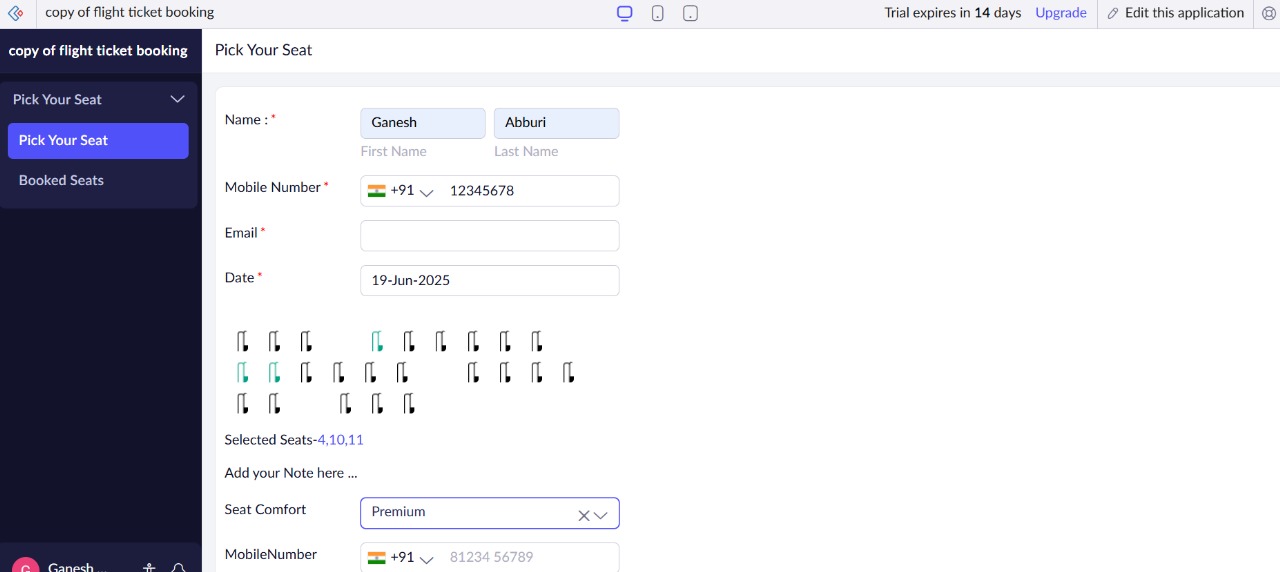 copy of flight ticket booking
Trial expires in 14 days Upgrade Edit this application
copy of flight ticket booking
Pick Your Seat
Pick Your Seat
Pick Your Seat
Booked Seats
Name : * Ganesh Abburi
First Name Last Name
Mobile Number * +91 12345678
Email *
Date * 19-Jun-2025
Selected Seats-4,10,11
Add your Note here ...
Seat Comfort Premium
MobileNumber +91 81234 56789
G Ganesh...